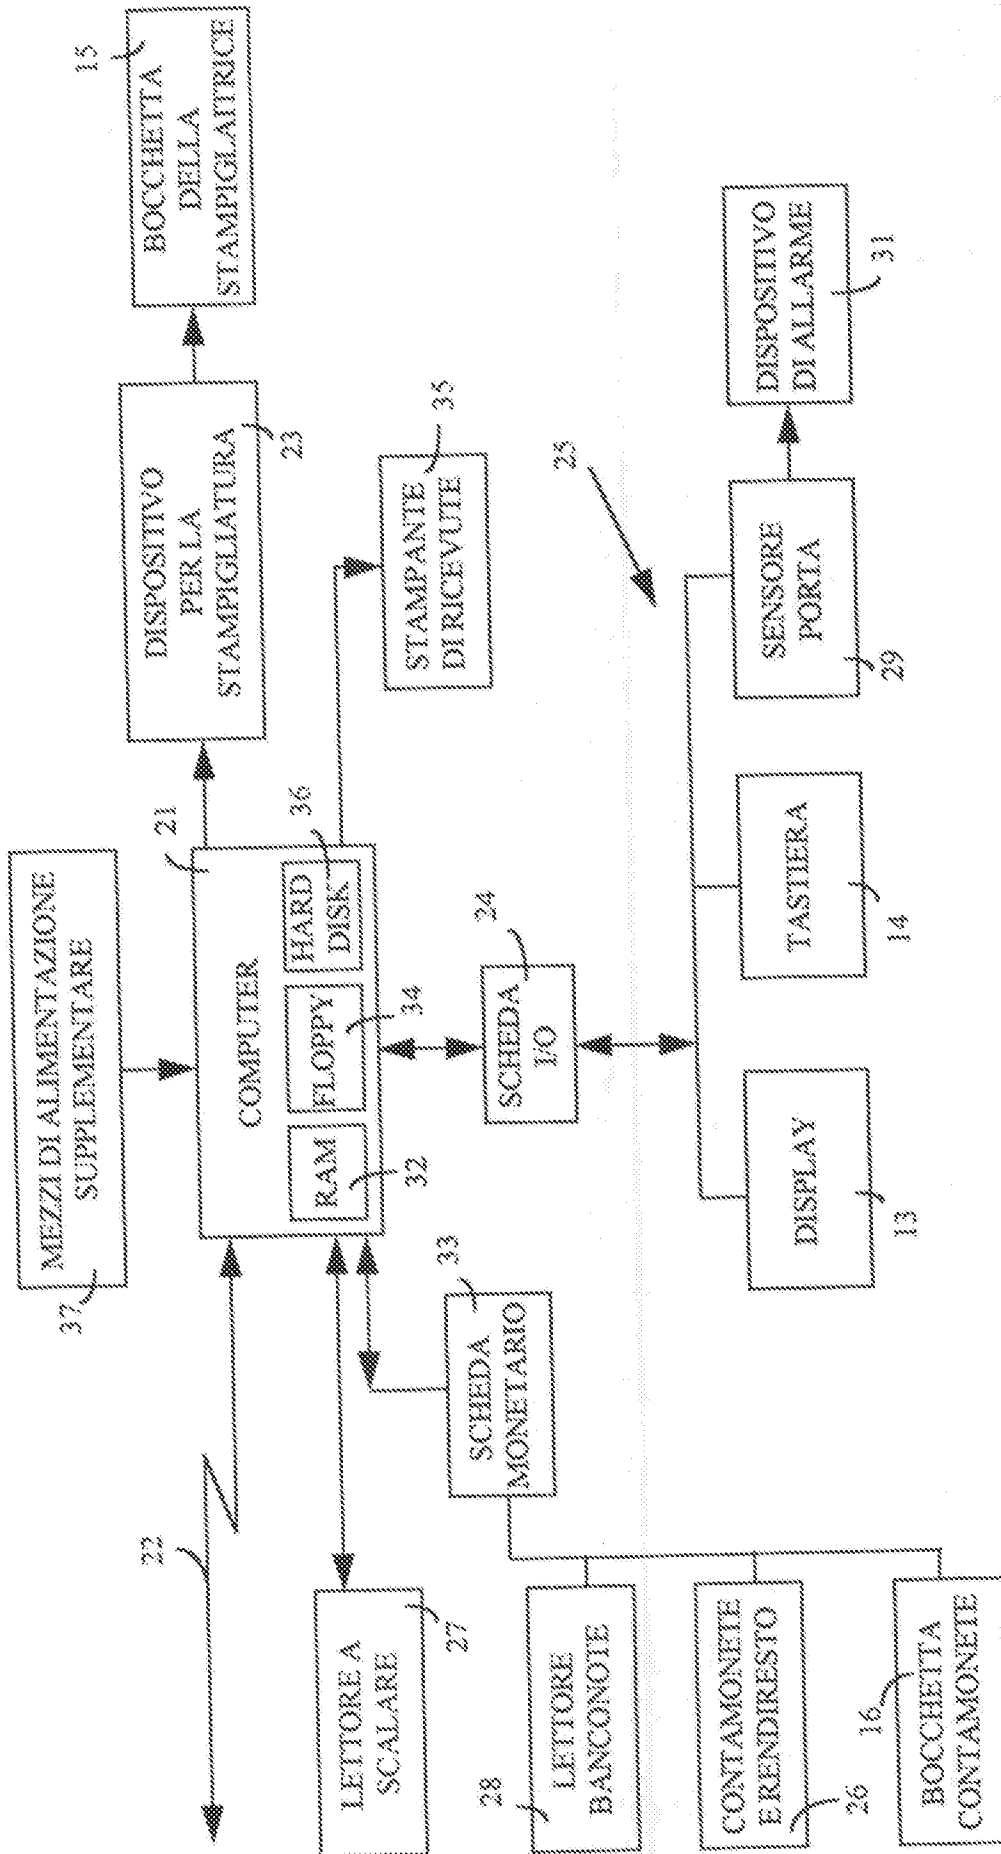 MEZZI DI ALIMENTAZIONE
SUPPLEMENTARE
37
22
COMPUTER
21
RAM
32
FLOPPY
34
HARD
DISK
36
DISPOSITIVO
PER LA
STAMPIGLIATURA
23
BOCCHETTA
DELLA
STAMPIGLAITRICE
15
STAMPANTE
DI RICEVUTE
35
LETTORE A
SCALARE
27
SCHEDA
MONETARIO
33
SCHEDA
I/O
24
25
LETTORE
BANCONOTE
28
CONTAMONETE
E RENDIRESTO
26
BOCCHETTA
CONTAMONETE
16
DISPLAY
13
TASTIERA
14
SENSORE
PORTA
29
DISPOSITIVO
DI ALLARME
31